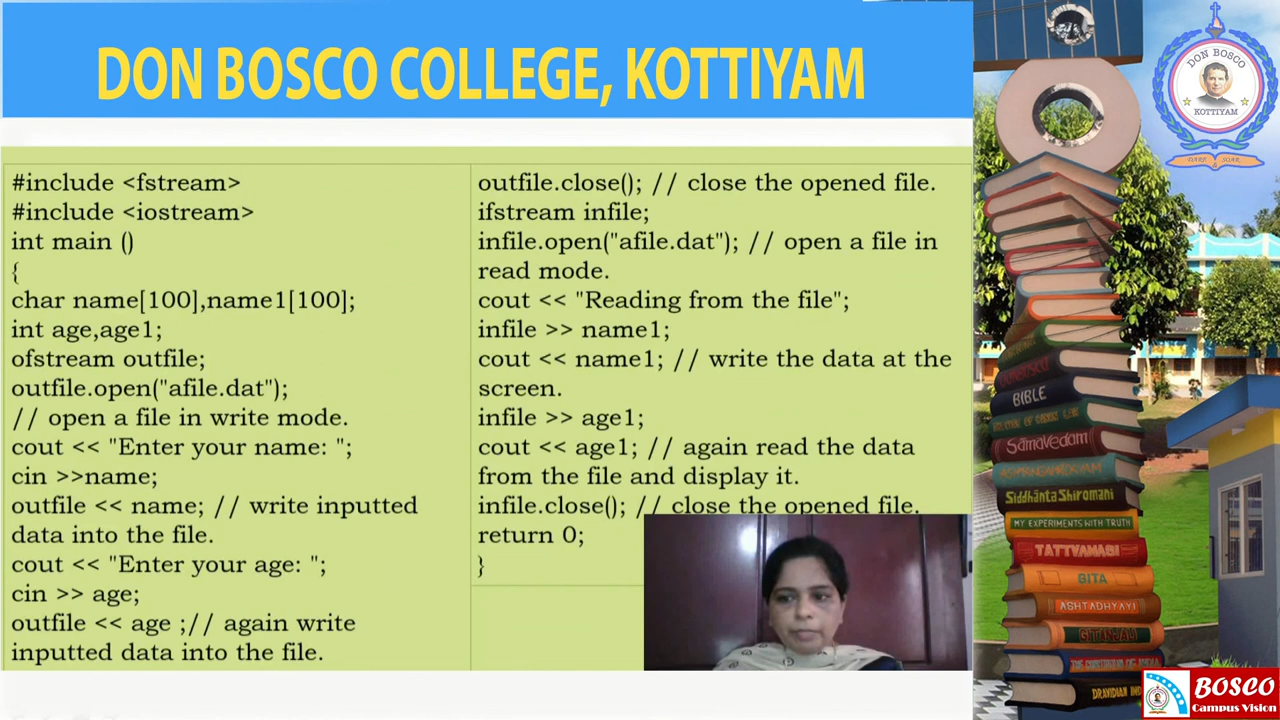 DON BOSCO COLLEGE, KOTTIYAM
#include <fstream>
#include <iostream>
int main ()
{
char name[100],name1[100];
int age,age1;
ofstream outfile;
outfile.open("afile.dat");
// open a file in write mode.
cout << "Enter your name: ";
cin >>name;
outfile << name; // write inputted
data into the file.
cout << "Enter your age: ";
cin >> age;
outfile << age ;// again write
inputted data into the file.
outfile.close(); // close the opened file.
ifstream infile;
infile.open("afile.dat"); // open a file in
read mode.
cout << "Reading from the file";
infile >> name1;
cout << name1; // write the data at the
screen.
infile >> age1;
cout << age1; // again read the data
from the file and display it.
infile.close(); // close the opened file.
return 0;
}
DON BOSCO
KOTTIYAM
DARE & SOAR
BIBLE
Samavedam
Siddhanta Shiromani
MY EXPERIMENTS WITH TRUTH
TATTVAMASI
GITA
ASHTADHYAYI
GITANJALI
BOSCO
Campus Vision